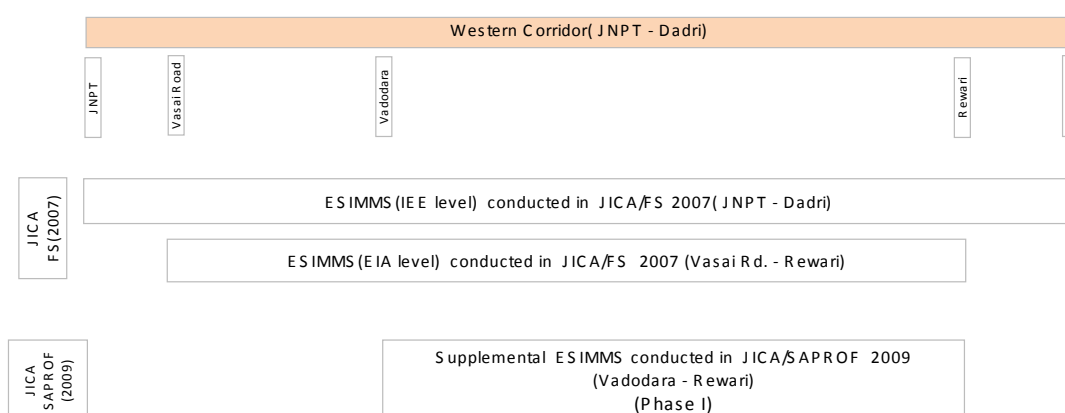 Western Corridor( JNPT - Dadri)
JNPT
Vasai Road
Vadodara
Rewari
JICA
FS(2007)
ESIMMS(IEE level) conducted in JICA/FS 2007( JNPT - Dadri)
ESIMMS(EIA level) conducted in JICA/FS 2007 (Vasai Rd. - Rewari)
JICA
SAPROF
(2009)
Supplemental ESIMMS conducted in JICA/SAPROF 2009
(Vadodara - Rewari)
(Phase I)